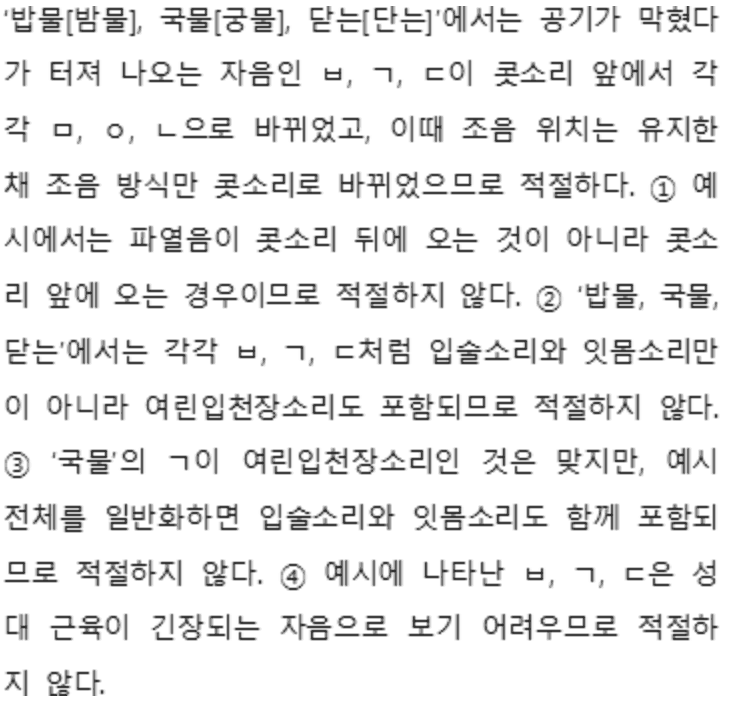 ‘밥물[밤물], 국물[궁물], 닫는[단는]’에서는 공기가 막혔다
가 터져 나오는 자음인 ㅂ, ㄱ, ㄷ이 콧소리 앞에서 각
각 ㅁ, ㅇ, ㄴ으로 바뀌었고, 이때 조음 위치는 유지한
채 조음 방식만 콧소리로 바뀌었으므로 적절하다. ① 예
시에서는 파열음이 콧소리 뒤에 오는 것이 아니라 콧소
리 앞에 오는 경우이므로 적절하지 않다. ② ‘밥물, 국물,
닫는’에서는 각각 ㅂ, ㄱ, ㄷ처럼 입술소리와 잇몸소리만
이 아니라 여린입천장소리도 포함되므로 적절하지 않다.
③ ‘국물’의 ㄱ이 여린입천장소리인 것은 맞지만, 예시
전체를 일반화하면 입술소리와 잇몸소리도 함께 포함되
므로 적절하지 않다. ④ 예시에 나타난 ㅂ, ㄱ, ㄷ은 성
대 근육이 긴장되는 자음으로 보기 어려우므로 적절하
지 않다.